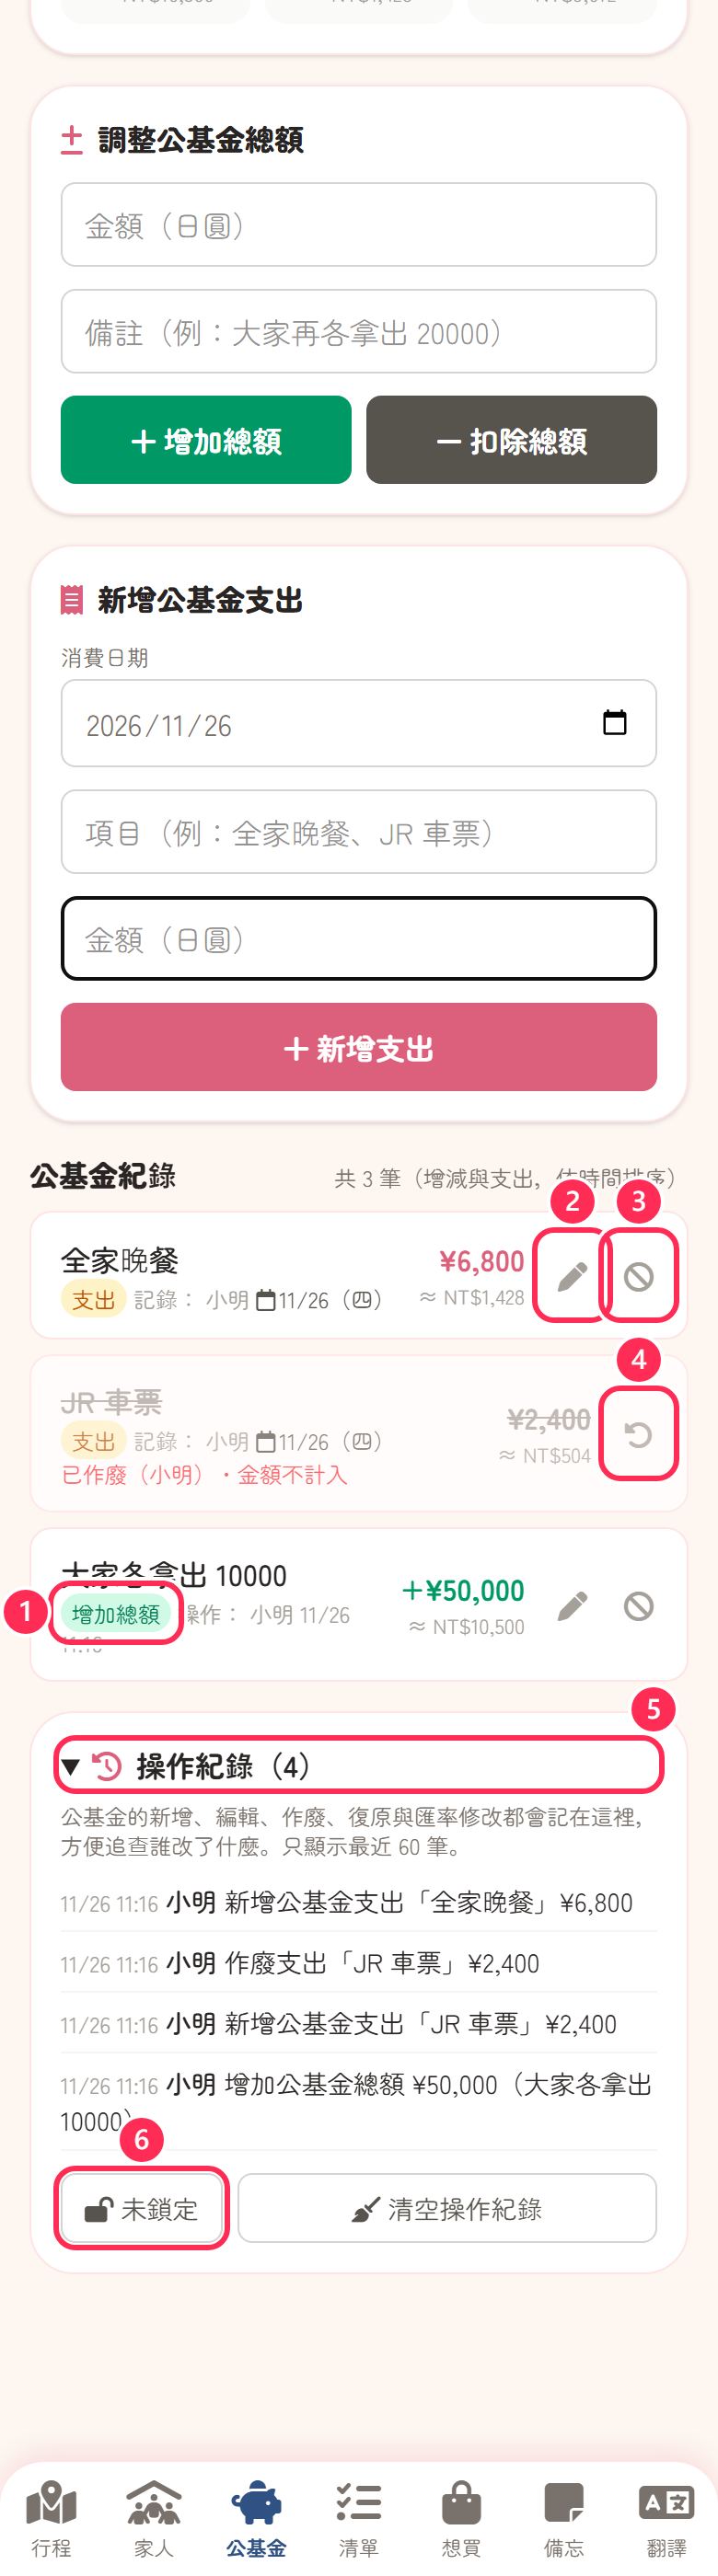 調整公基金總額
金額（日圓）
備註（例：大家再各拿出 20000）
＋ 增加總額
－ 扣除總額
新增公基金支出
消費日期
2026/11/26
項目（例：全家晚餐、JR 車票）
金額（日圓）
＋ 新增支出
公基金紀錄
共 3 筆（增減與支出，依時間排序）
2
3
全家晚餐
¥6,800
支出 記錄： 小明 11/26（四）
≈ NT$1,428
4
JR 車票
¥2,400
支出 記錄： 小明 11/26（四）
≈ NT$504
已作廢（小明）・金額不計入
大家各拿出 10000
+¥50,000
1
增加總額 操作： 小明 11/26
≈ NT$10,500
11:16
5
▼ 操作紀錄（4）
公基金的新增、編輯、作廢、復原與匯率修改都會記在這裡，
方便追查誰改了什麼。只顯示最近 60 筆。
11/26 11:16 小明 新增公基金支出「全家晚餐」¥6,800
11/26 11:16 小明 作廢支出「JR 車票」¥2,400
11/26 11:16 小明 新增公基金支出「JR 車票」¥2,400
11/26 11:16 小明 增加公基金總額 ¥50,000（大家各拿出
10000）
6
未鎖定
清空操作紀錄
行程
家人
公基金
清單
想買
備忘
A 文
翻譯